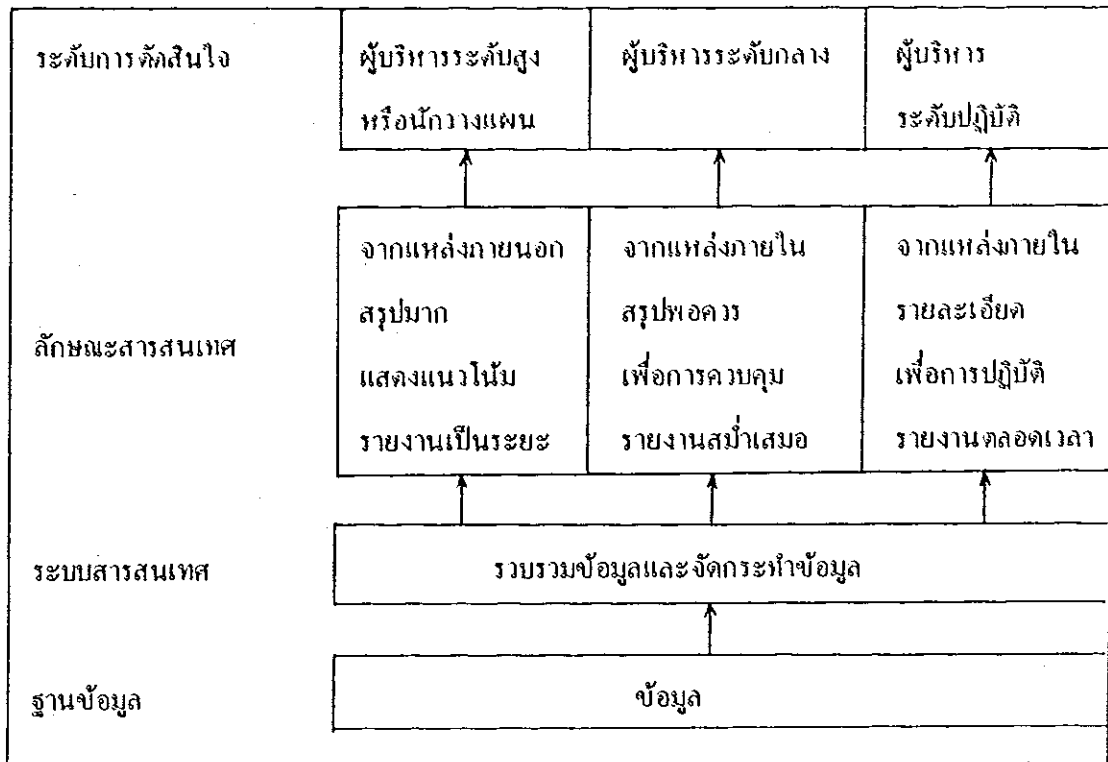 ระดับการตัดสินใจ
ผู้บริหารระดับสูง
หรือนักวางแผน
ผู้บริหารระดับกลาง
ผู้บริหาร
ระดับปฏิบัติ
ลักษณะสารสนเทศ
จากแหล่งภายนอก
สรุปมาก
แสดงแนวโน้ม
รายงานเป็นระยะ
จากแหล่งภายใน
สรุปพอควร
เพื่อการควบคุม
รายงานสม่ำเสมอ
จากแหล่งภายใน
รายละเอียด
เพื่อการปฏิบัติ
รายงานตลอดเวลา
ระบบสารสนเทศ
รวบรวมข้อมูลและจัดกระทำข้อมูล
ฐานข้อมูล
ข้อมูล